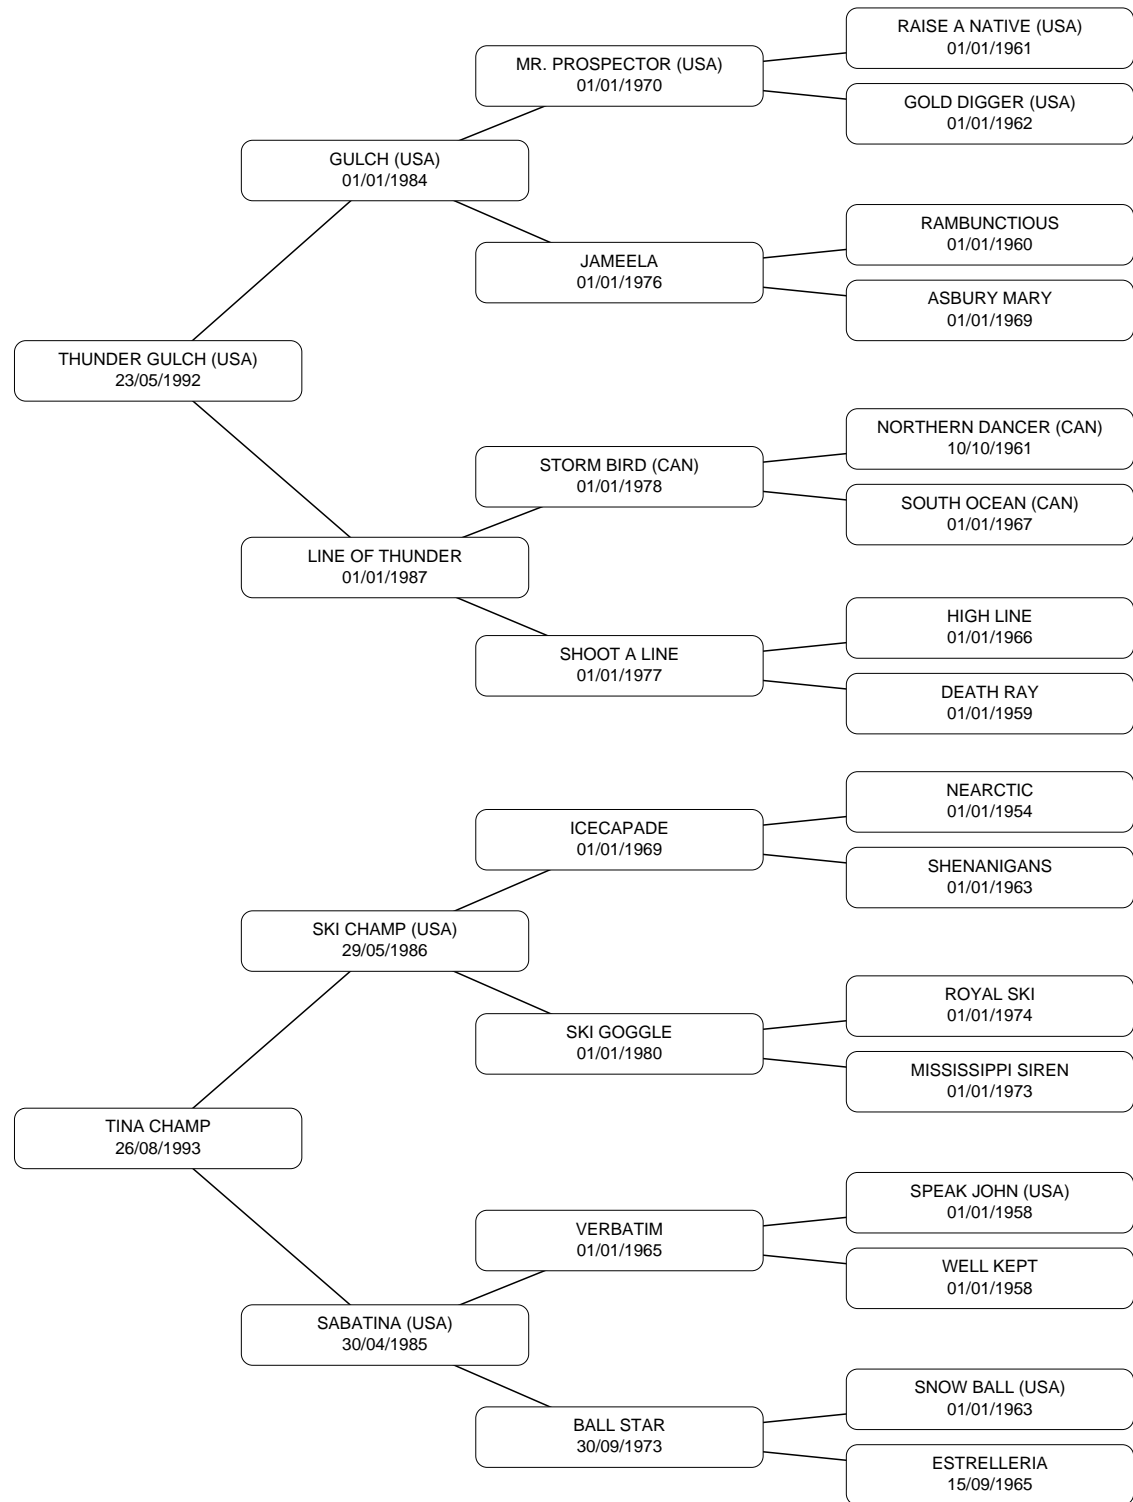 RAISE A NATIVE (USA)
01/01/1961
MR. PROSPECTOR (USA)
01/01/1970
GOLD DIGGER (USA)
01/01/1962
GULCH (USA)
01/01/1984
RAMBUNCTIOUS
01/01/1960
JAMEELA
01/01/1976
ASBURY MARY
01/01/1969
THUNDER GULCH (USA)
23/05/1992
NORTHERN DANCER (CAN)
10/10/1961
STORM BIRD (CAN)
01/01/1978
SOUTH OCEAN (CAN)
01/01/1967
LINE OF THUNDER
01/01/1987
HIGH LINE
01/01/1966
SHOOT A LINE
01/01/1977
DEATH RAY
01/01/1959
NEARCTIC
01/01/1954
ICECAPADE
01/01/1969
SHENANIGANS
01/01/1963
SKI CHAMP (USA)
29/05/1986
ROYAL SKI
01/01/1974
SKI GOGGLE
01/01/1980
MISSISSIPPI SIREN
01/01/1973
TINA CHAMP
26/08/1993
SPEAK JOHN (USA)
01/01/1958
VERBATIM
01/01/1965
WELL KEPT
01/01/1958
SABATINA (USA)
30/04/1985
SNOW BALL (USA)
01/01/1963
BALL STAR
30/09/1973
ESTRELLERIA
15/09/1965